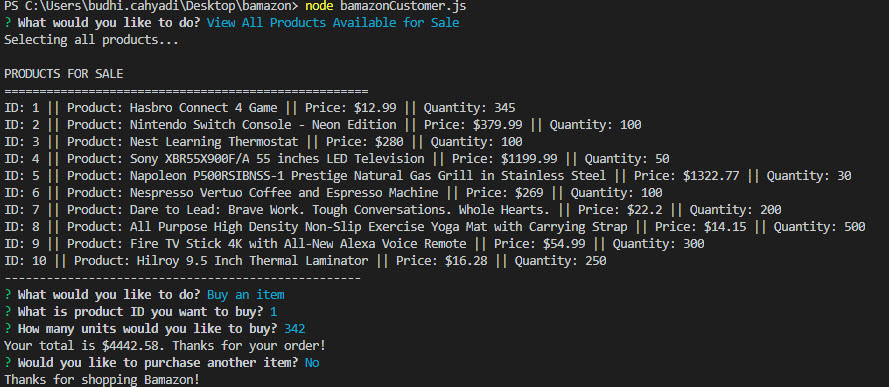 PS C:\Users\budhi.cahyadi\Desktop\bamazon> node bamazonCustomer.js
? What would you like to do? View All Products Available for Sale
Selecting all products...
PRODUCTS FOR SALE
====================================================
ID: 1 || Product: Hasbro Connect 4 Game || Price: $12.99 || Quantity: 345
ID: 2 || Product: Nintendo Switch Console - Neon Edition || Price: $379.99 || Quantity: 100
ID: 3 || Product: Nest Learning Thermostat || Price: $280 || Quantity: 100
ID: 4 || Product: Sony XBR55X900F/A 55 inches LED Television || Price: $1199.99 || Quantity: 50
ID: 5 || Product: Napoleon P500RSIBNSS-1 Prestige Natural Gas Grill in Stainless Steel || Price: $1322.77 || Quantity: 30
ID: 6 || Product: Nespresso Vertuo Coffee and Espresso Machine || Price: $269 || Quantity: 100
ID: 7 || Product: Dare to Lead: Brave Work. Tough Conversations. Whole Hearts. || Price: $22.2 || Quantity: 200
ID: 8 || Product: All Purpose High Density Non-Slip Exercise Yoga Mat with Carrying Strap || Price: $14.15 || Quantity: 500
ID: 9 || Product: Fire TV Stick 4K with All-New Alexa Voice Remote || Price: $54.99 || Quantity: 300
ID: 10 || Product: Hilroy 9.5 Inch Thermal Laminator || Price: $16.28 || Quantity: 250
---------------------------------------------------
? What would you like to do? Buy an item
? What is product ID you want to buy? 1
? How many units would you like to buy? 342
Your total is $4442.58. Thanks for your order!
? Would you like to purchase another item? No
Thanks for shopping Bamazon!